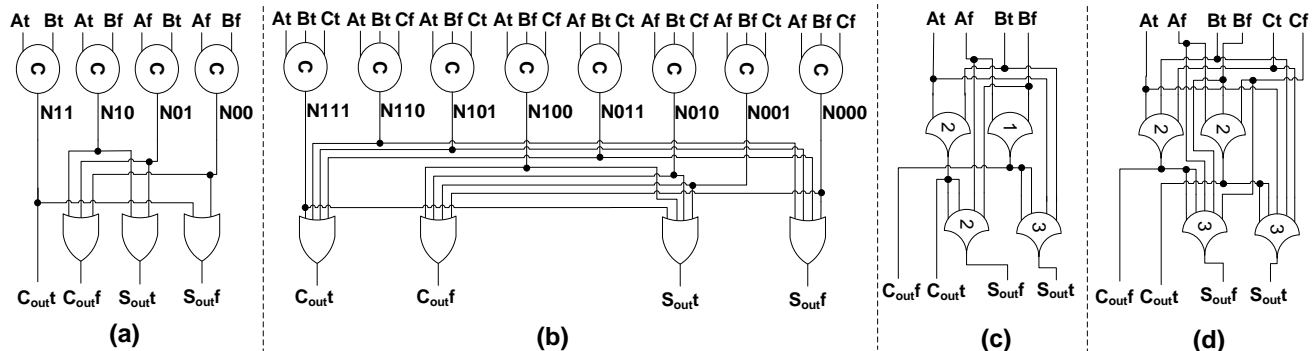 At Bt At Bf Af Bt Af Bf
C C C C
N11 N10 N01 N00
Coutt Coutf Soutt Soutf
(a)
At Bt Ct At Bt Cf At Bf Ct At Bf Cf Af Bt Ct Af Bt Cf Af Bf Ct Af Bf Cf
C C C C C C C C
N111 N110 N101 N100 N011 N010 N001 N000
Coutt Coutf Soutt Soutf
(b)
At Af Bt Bf
2 1
2 3
Coutf Coutt Soutf Soutt
(c)
At Af Bt Bf Ct Cf
2 2
3 3
Coutf Coutt Soutf Soutt
(d)